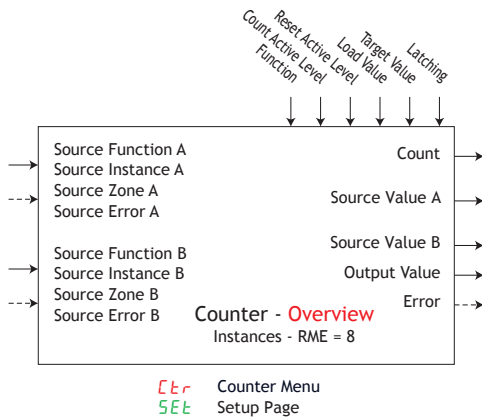 Function
Count Active Level
Reset Active Level
Load Value
Target Value
Latching
Source Function A
Source Instance A
Source Zone A
Source Error A
Source Function B
Source Instance B
Source Zone B
Source Error B
Count
Source Value A
Source Value B
Output Value
Error
Counter - Overview
Instances - RME = 8
Ctr Counter Menu
SEt Setup Page